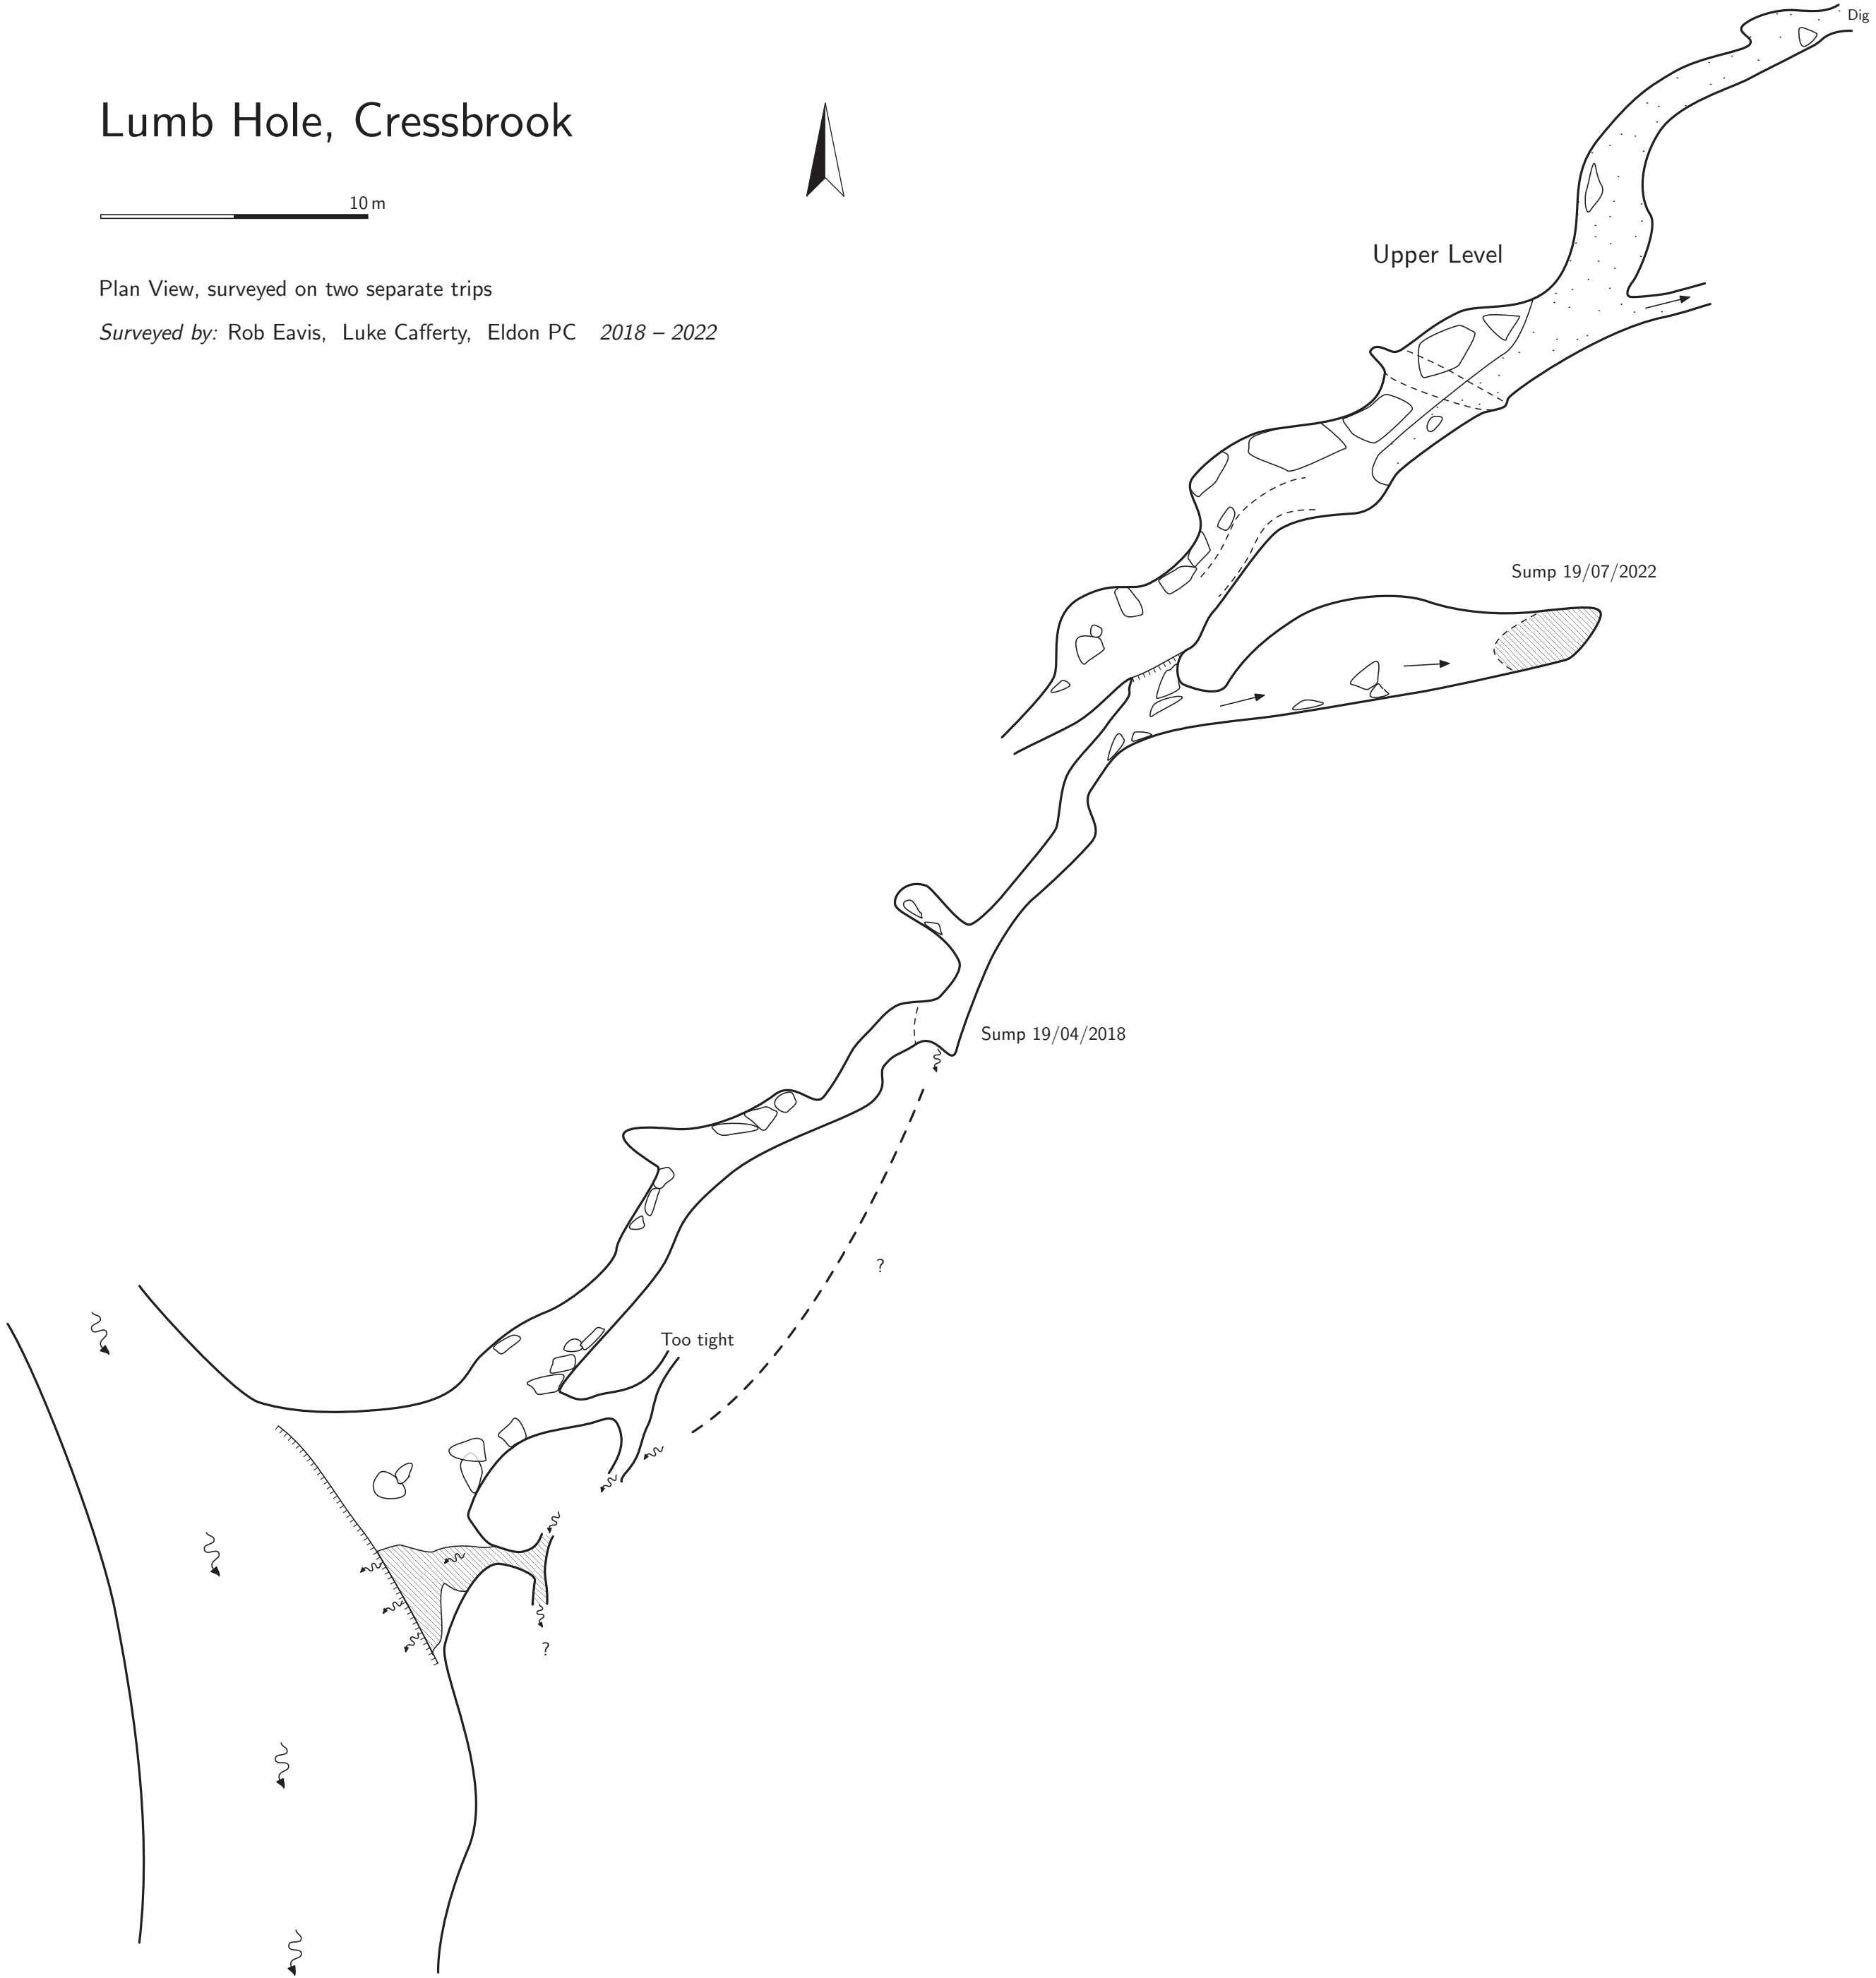 Dig
Lumb Hole, Cressbrook
10 m
Upper Level
Plan View, surveyed on two separate trips
Surveyed by: Rob Eavis, Luke Cafferty, Eldon PC 2018 – 2022
Sump 19/07/2022
Sump 19/04/2018
?
Too tight
?